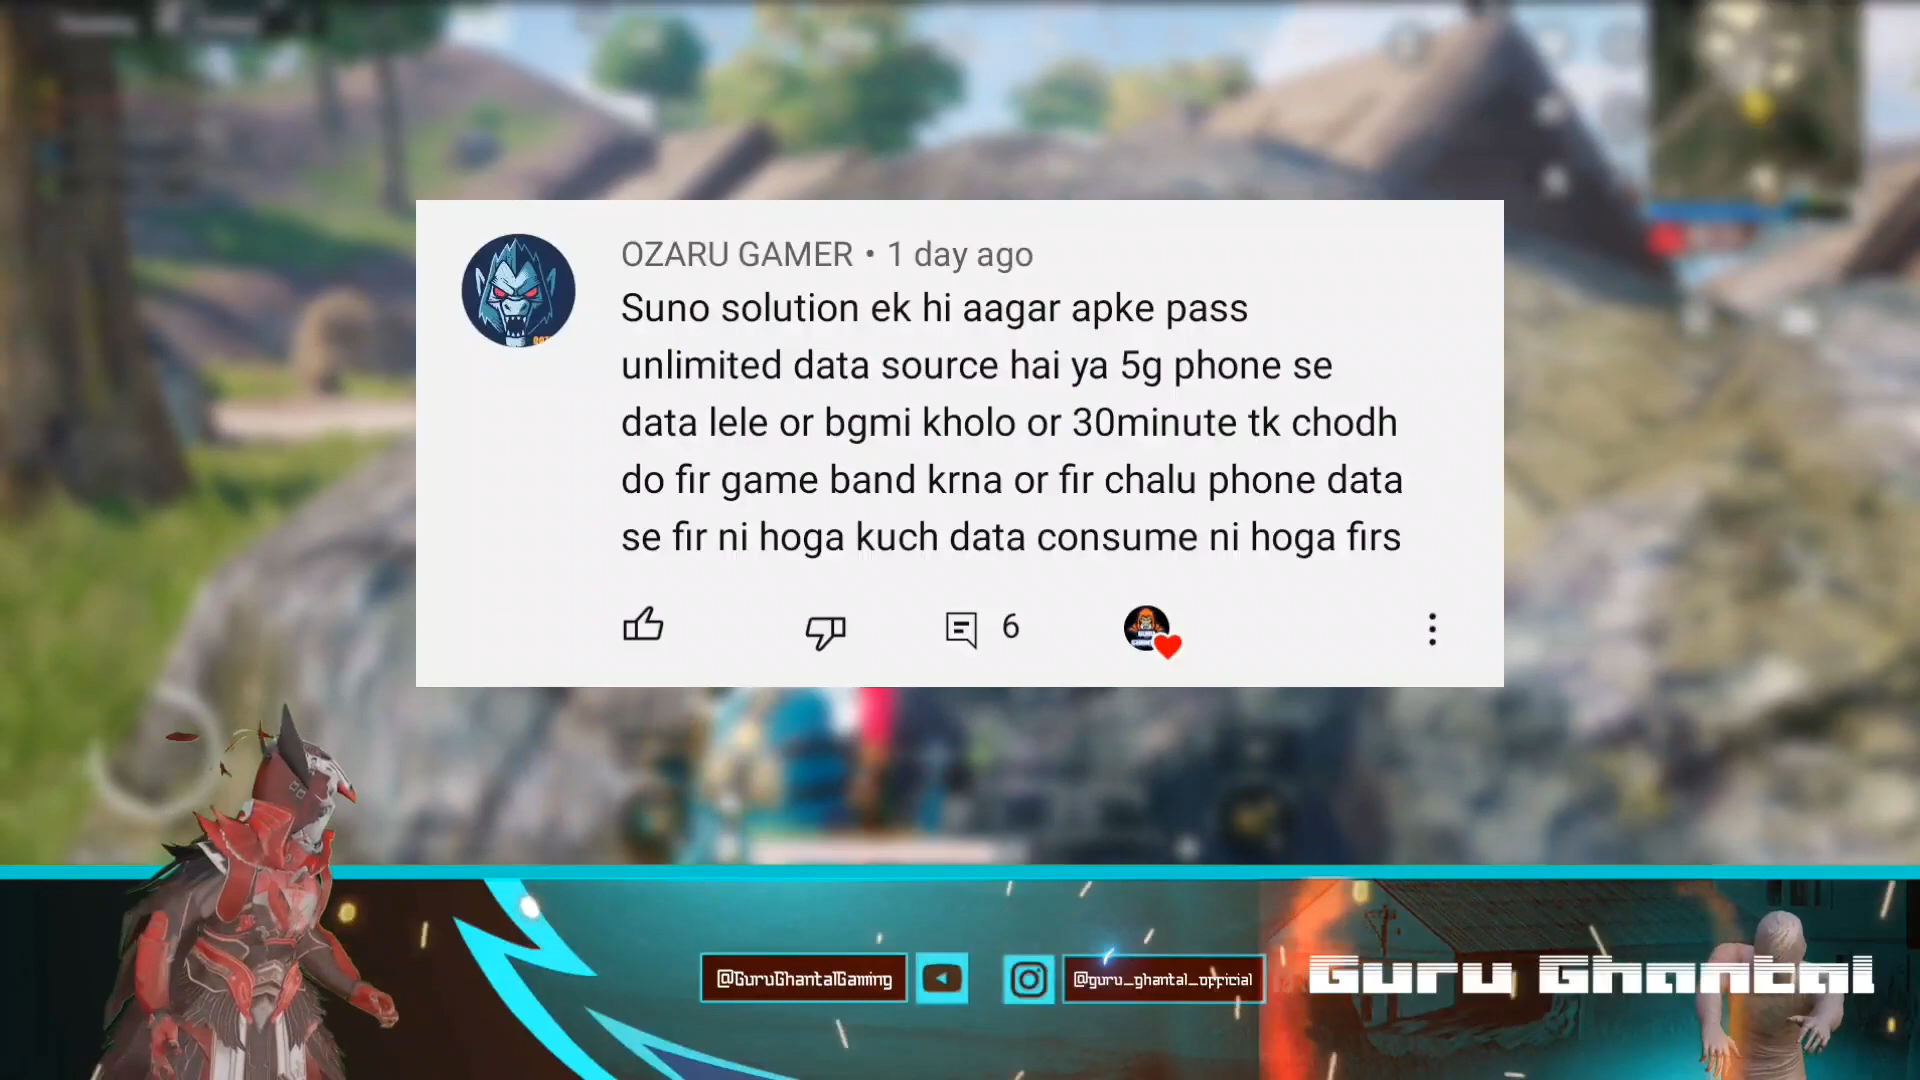 OZARU GAMER • 1 day ago
Suno solution ek hi aagar apke pass
unlimited data source hai ya 5g phone se
data lele or bgmi kholo or 30minute tk chodh
do fir game band krna or fir chalu phone data
se fir ni hoga kuch data consume ni hoga firs
6
@GuruGhantalGaming
@guru_ghantal_official
Guru Ghantal